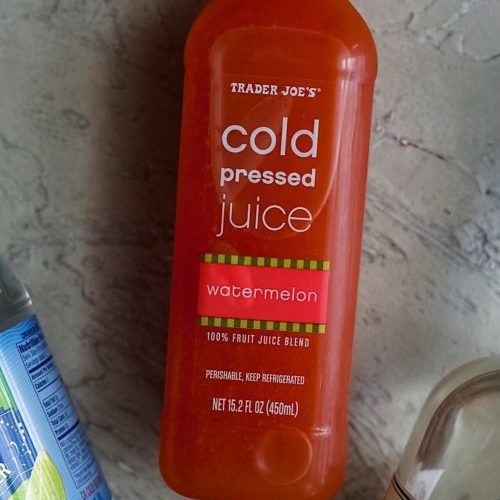 TRADER JOE'S®
cold
pressed
juice
watermelon
100% FRUIT JUICE BLEND
PERISHABLE, KEEP REFRIGERATED
NET 15.2 FL OZ (450mL)